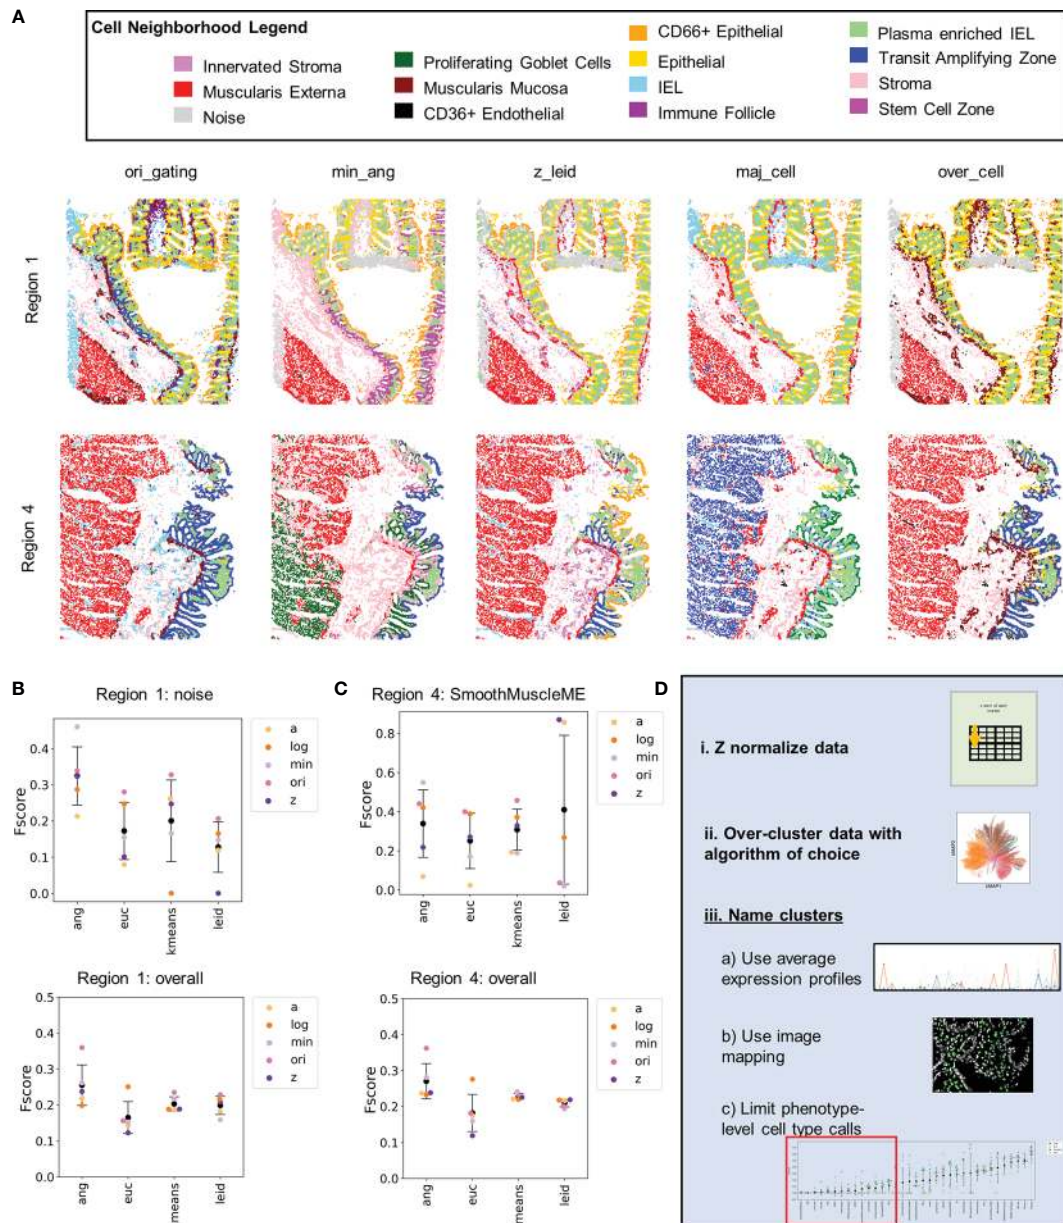 A
Cell Neighborhood Legend
Innervated Stroma
Muscularis Externa
Noise
Proliferating Goblet Cells
Muscularis Mucosa
CD36+ Endothelial
CD66+ Epithelial
Epithelial
IEL
Immune Follicle
Plasma enriched IEL
Transit Amplifying Zone
Stroma
Stem Cell Zone
ori_gating min_ang z_leid maj_cell over_cell
Region 1
Region 4
B
Region 1: noise
Fscore
0.4
0.3
0.2
0.1
0.0
ang euc kmeans leid
a
log
min
ori
z
Region 1: overall
Fscore
0.5
0.4
0.3
0.2
0.1
0.0
ang euc means leid
a
log
min
ori
z
C
Region 4: SmoothMuscleME
Fscore
0.8
0.6
0.4
0.2
0.0
ang euc kmeans leid
a
log
min
ori
z
Region 4: overall
Fscore
0.5
0.4
0.3
0.2
0.1
0.0
ang euc means leid
a
log
min
ori
z
D
i. Z normalize data
ii. Over-cluster data with
algorithm of choice
iii. Name clusters
a) Use average
expression profiles
b) Use image
mapping
c) Limit phenotype-
level cell type calls